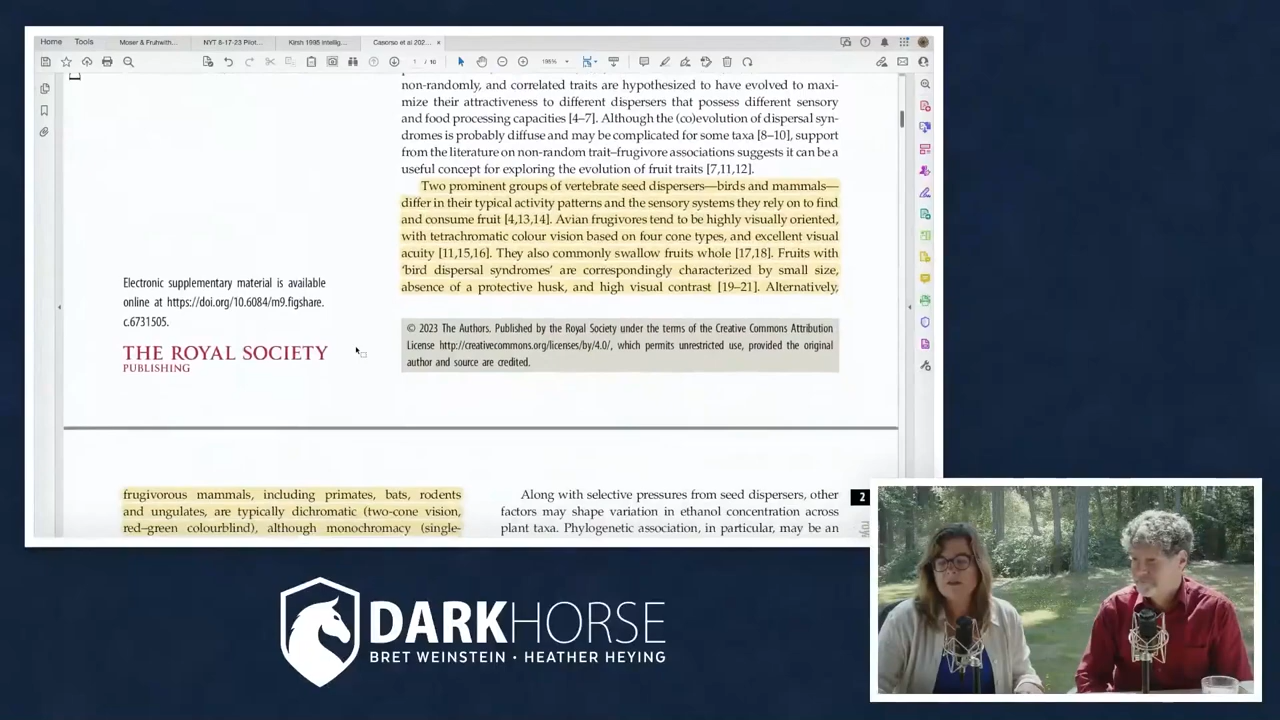 Home Tools Moser & Fruhwirth... NYT 8-17-23 Pilot... Kirsh 1995 Intellig... Casorso et al 202...
1 / 10 195%
non-randomly, and correlated traits are hypothesized to have evolved to maxi-
mize their attractiveness to different dispersers that possess different sensory
and food processing capacities [4–7]. Although the (co)evolution of dispersal syn-
dromes is probably diffuse and may be complicated for some taxa [8–10], support
from the literature on non-random trait–frugivore associations suggests it can be a
useful concept for exploring the evolution of fruit traits [7,11,12].
Two prominent groups of vertebrate seed dispersers—birds and mammals—
differ in their typical activity patterns and the sensory systems they rely on to find
and consume fruit [4,13,14]. Avian frugivores tend to be highly visually oriented,
with tetrachromatic colour vision based on four cone types, and excellent visual
acuity [11,15,16]. They also commonly swallow fruits whole [17,18]. Fruits with
'bird dispersal syndromes' are correspondingly characterized by small size,
absence of a protective husk, and high visual contrast [19–21]. Alternatively,
Electronic supplementary material is available
online at https://doi.org/10.6084/m9.figshare.
c.6731505.
THE ROYAL SOCIETY
PUBLISHING
© 2023 The Authors. Published by the Royal Society under the terms of the Creative Commons Attribution
License http://creativecommons.org/licenses/by/4.0/, which permits unrestricted use, provided the original
author and source are credited.
frugivorous mammals, including primates, bats, rodents
and ungulates, are typically dichromatic (two-cone vision,
red–green colourblind), although monochromacy (single-
Along with selective pressures from seed dispersers, other
factors may shape variation in ethanol concentration across
plant taxa. Phylogenetic association, in particular, may be an
2
DARKHORSE
BRET WEINSTEIN · HEATHER HEYING